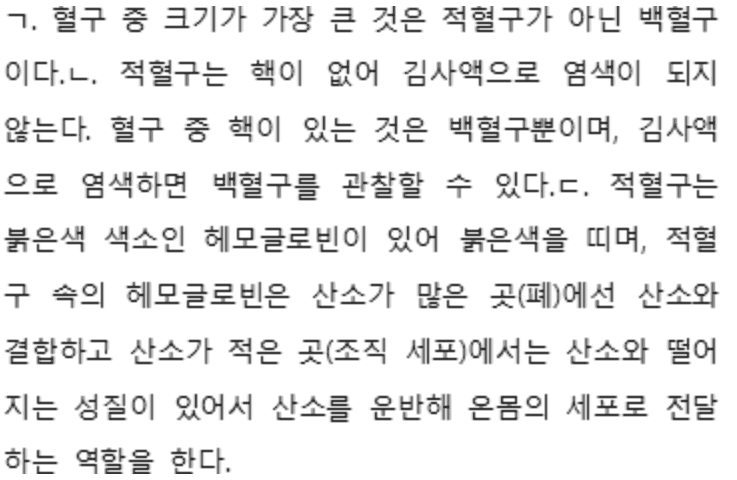 ㄱ. 혈구 중 크기가 가장 큰 것은 적혈구가 아닌 백혈구
이다.ㄴ. 적혈구는 핵이 없어 김사액으로 염색이 되지
않는다. 혈구 중 핵이 있는 것은 백혈구뿐이며, 김사액
으로 염색하면 백혈구를 관찰할 수 있다.ㄷ. 적혈구는
붉은색 색소인 헤모글로빈이 있어 붉은색을 띠며, 적혈
구 속의 헤모글로빈은 산소가 많은 곳(폐)에선 산소와
결합하고 산소가 적은 곳(조직 세포)에서는 산소와 떨어
지는 성질이 있어서 산소를 운반해 온몸의 세포로 전달
하는 역할을 한다.